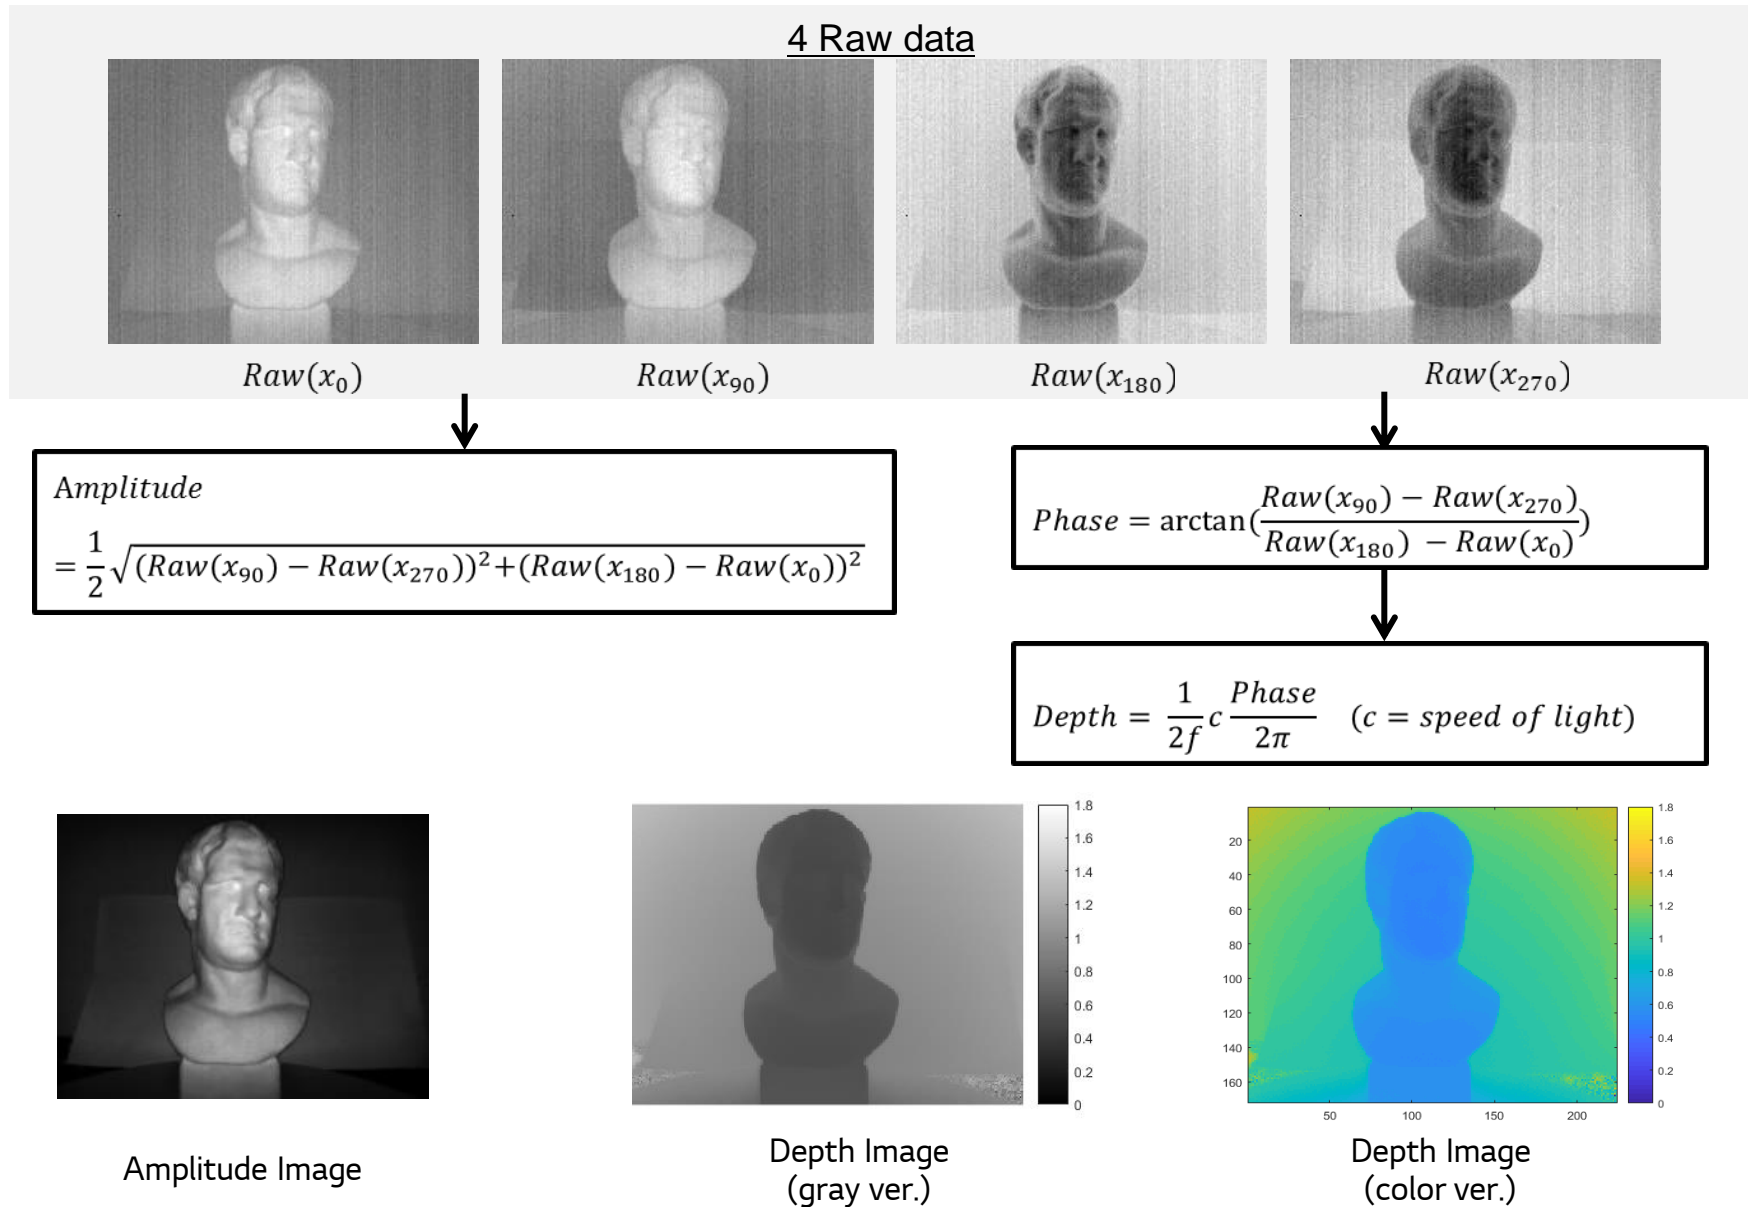 4 Raw data
Raw(x₀)
Raw(x₉₀)
Raw(x₁₈₀)
Raw(x₂₇₀)
Amplitude
= 1/2 √((Raw(x₉₀) − Raw(x₂₇₀))²+(Raw(x₁₈₀) − Raw(x₀))²)
Phase = arctan((Raw(x₉₀) − Raw(x₂₇₀))/(Raw(x₁₈₀) − Raw(x₀)))
Depth = 1/2f c Phase/2π (c = speed of light)
Amplitude Image
1.8
1.6
1.4
1.2
1
0.8
0.6
0.4
0.2
0
Depth Image
(gray ver.)
20
40
60
80
100
120
140
160
50 100 150 200
1.8
1.6
1.4
1.2
1
0.8
0.6
0.4
0.2
0
Depth Image
(color ver.)